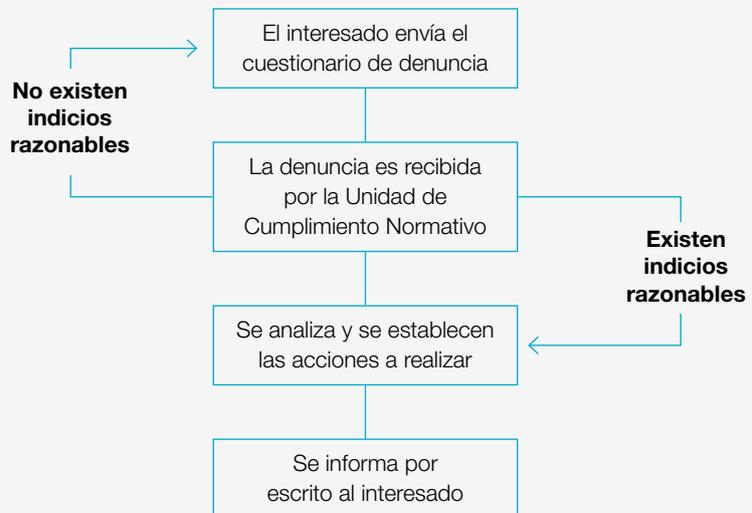 El interesado envía el
cuestionario de denuncia
No existen
indicios
razonables
La denuncia es recibida
por la Unidad de
Cumplimiento Normativo
Existen
indicios
razonables
Se analiza y se establecen
las acciones a realizar
Se informa por
escrito al interesado